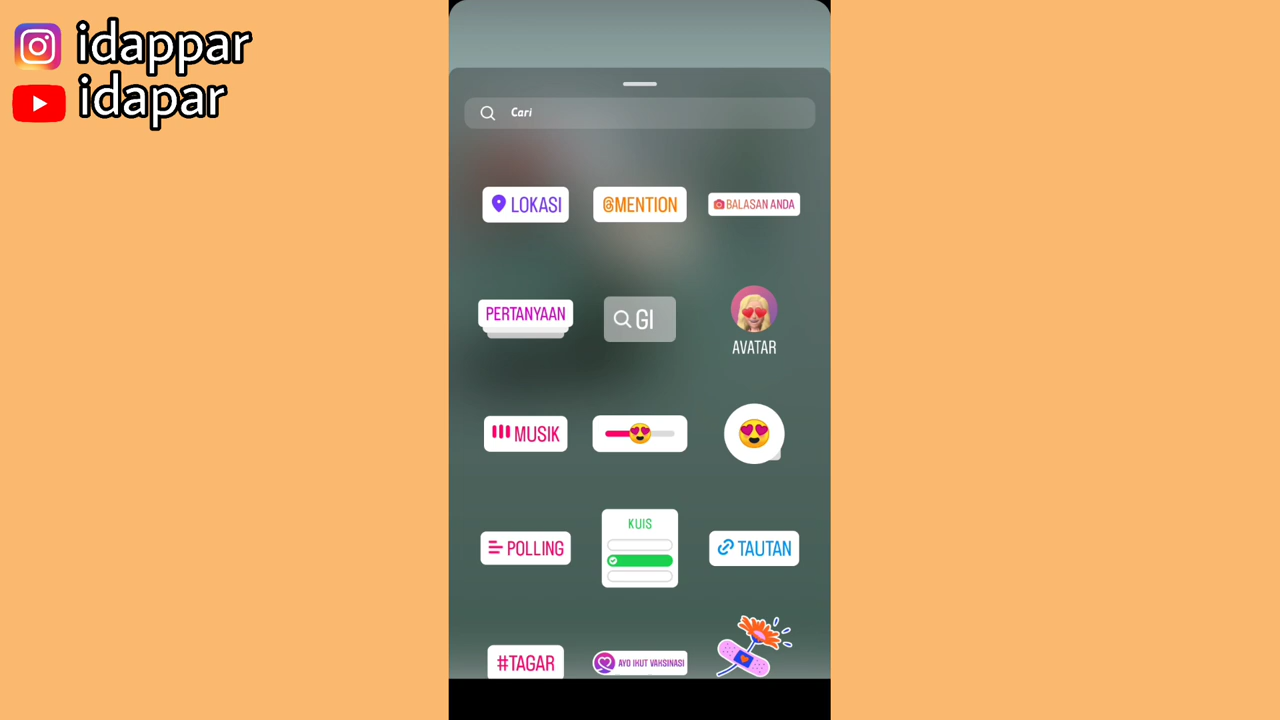 idappar
idapar
Cari
LOKASI
@MENTION
BALASAN ANDA
PERTANYAAN
GI
AVATAR
MUSIK
POLLING
KUIS
TAUTAN
#TAGAR
AYO IKUT VAKSINASI